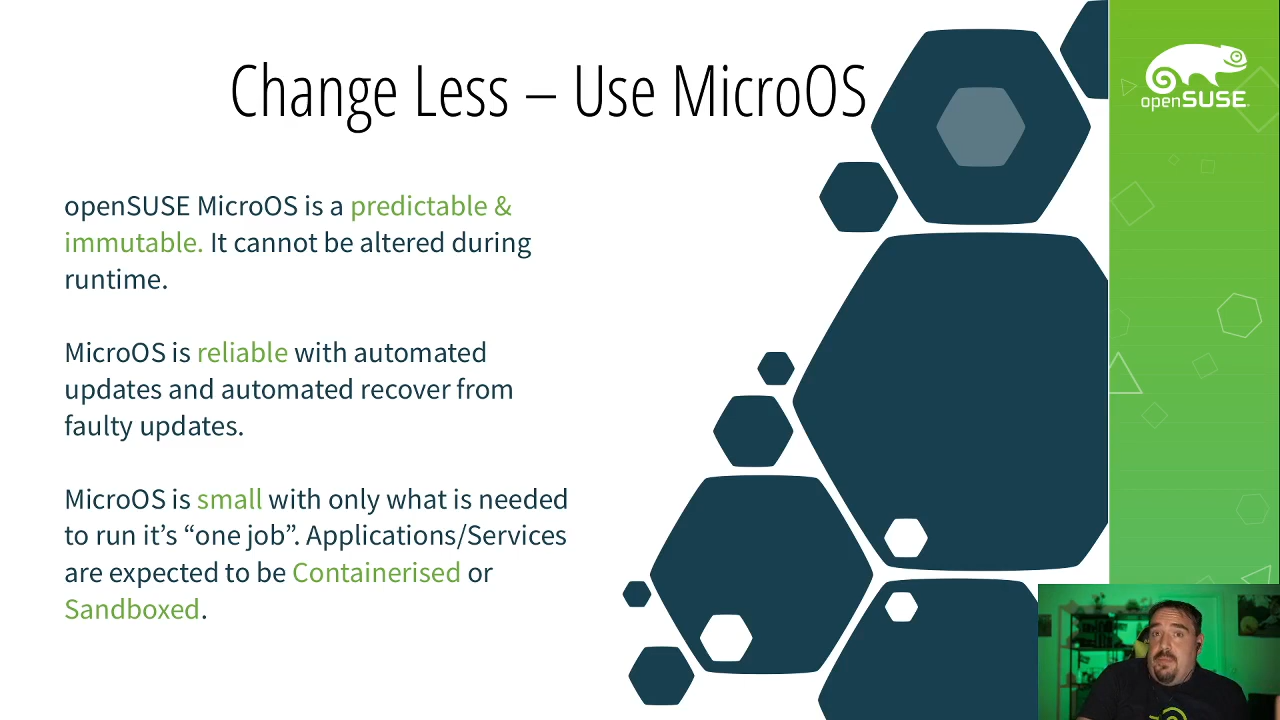 Change Less – Use MicroOS
openSUSE
openSUSE MicroOS is a predictable &
immutable. It cannot be altered during
runtime.
MicroOS is reliable with automated
updates and automated recover from
faulty updates.
MicroOS is small with only what is needed
to run it’s “one job”. Applications/Services
are expected to be Containerised or
Sandboxed.